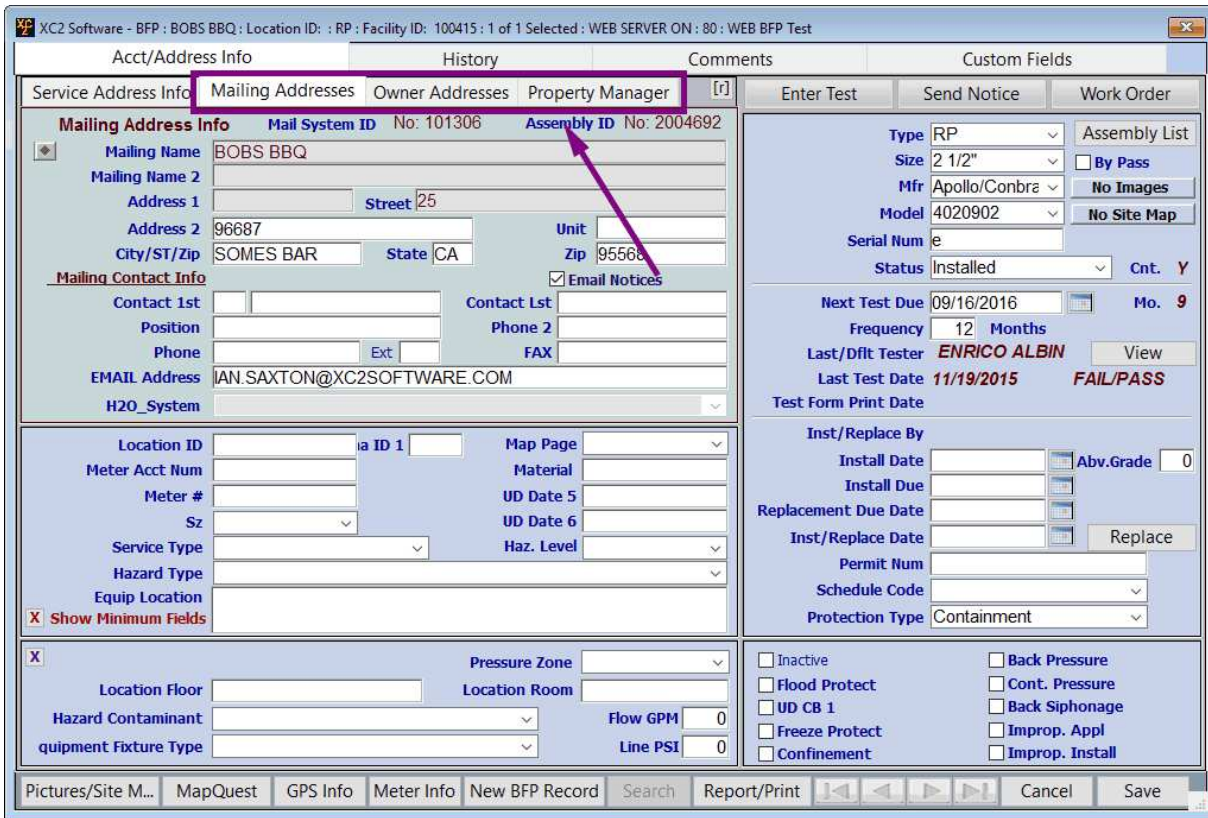 XC2 Software - BFP : BOBS BBQ : Location ID: : RP : Facility ID: 100415 : 1 of 1 Selected : WEB SERVER ON : 80 : WEB BFP Test
Acct/Address Info History Comments Custom Fields
Service Address Info Mailing Addresses Owner Addresses Property Manager [r]
Mailing Address Info Mail System ID No: 101306 Assembly ID No: 2004692
Mailing Name BOBS BBQ
Mailing Name 2
Address 1 Street 25
Address 2 96687 Unit
City/ST/Zip SOMES BAR State CA Zip 95568
Mailing Contact Info Email Notices
Contact 1st Contact Lst
Position Phone 2
Phone Ext FAX
EMAIL Address IAN.SAXTON@XC2SOFTWARE.COM
H2O_System
Location ID a ID 1 Map Page
Meter Acct Num Material
Meter # UD Date 5
Sz UD Date 6
Service Type Haz. Level
Hazard Type
Equip Location
X Show Minimum Fields
X Pressure Zone
Location Floor Location Room
Hazard Contaminant Flow GPM 0
quipment Fixture Type Line PSI 0
Enter Test Send Notice Work Order
Type RP Assembly List
Size 2 1/2" By Pass
Mfr Apollo/Conbra No Images
Model 4020902 No Site Map
Serial Num e
Status Installed Cnt. Y
Next Test Due 09/16/2016 Mo. 9
Frequency 12 Months
Last/Dflt Tester ENRICO ALBIN View
Last Test Date 11/19/2015 FAIL/PASS
Test Form Print Date
Inst/Replace By
Install Date Abv.Grade 0
Install Due
Replacement Due Date
Inst/Replace Date Replace
Permit Num
Schedule Code
Protection Type Containment
Inactive Back Pressure
Flood Protect Cont. Pressure
UD CB 1 Back Siphonage
Freeze Protect Improp. Appl
Confinement Improp. Install
Pictures/Site M... MapQuest GPS Info Meter Info New BFP Record Search Report/Print Cancel Save